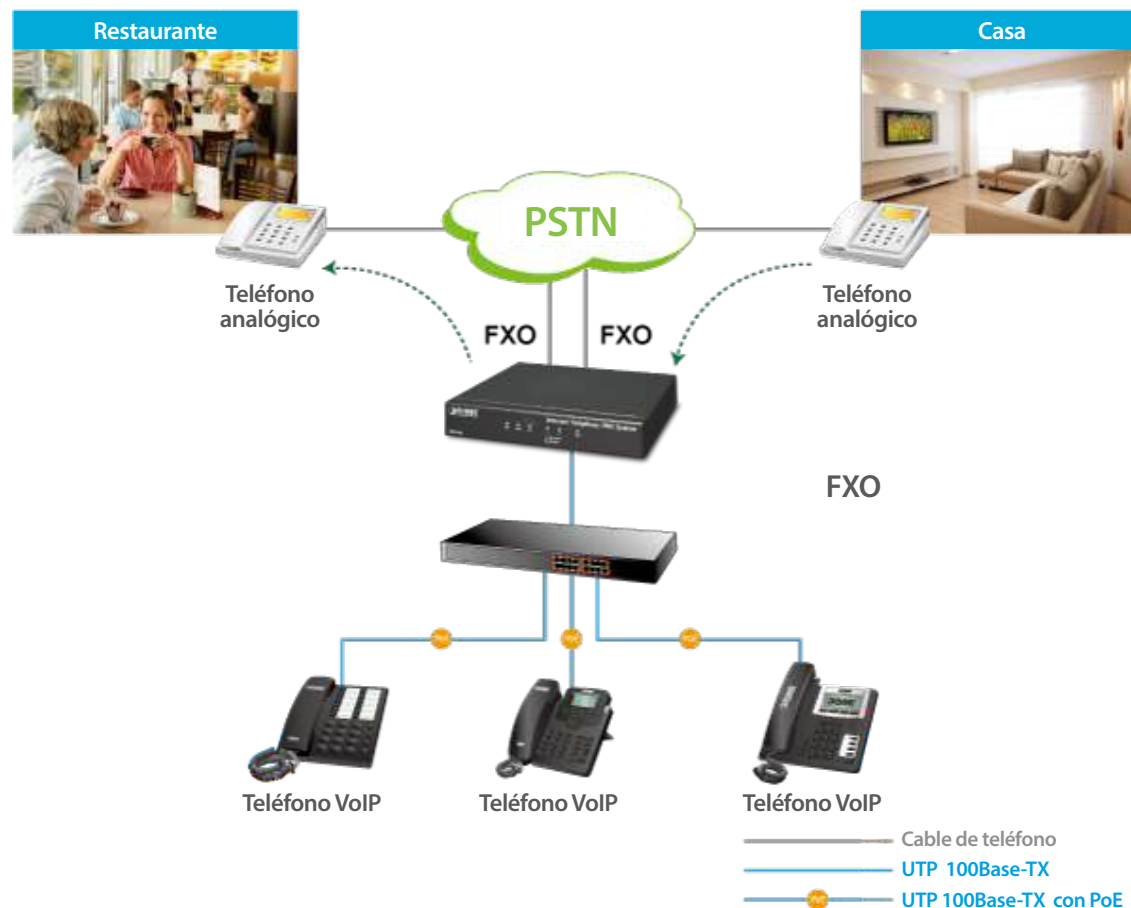 Restaurante
Casa
PSTN
Teléfono
analógico
Teléfono
analógico
FXO
FXO
FXO
Teléfono VoIP
Teléfono VoIP
Teléfono VoIP
Cable de teléfono
UTP 100Base-TX
UTP 100Base-TX con PoE